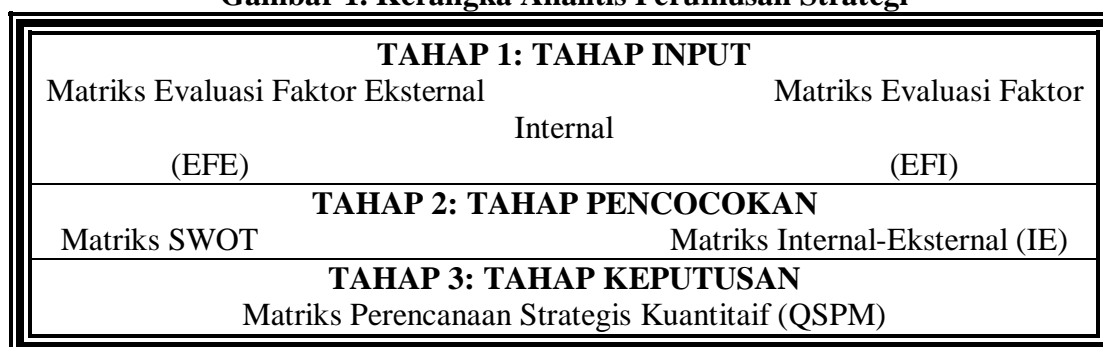 Gambar 1. Kerangka Analitis Perumusan Strategi
TAHAP 1: TAHAP INPUT
Matriks Evaluasi Faktor Eksternal Matriks Evaluasi Faktor
Internal
(EFE) (EFI)
TAHAP 2: TAHAP PENCOCOKAN
Matriks SWOT Matriks Internal-Eksternal (IE)
TAHAP 3: TAHAP KEPUTUSAN
Matriks Perencanaan Strategis Kuantitaif (QSPM)